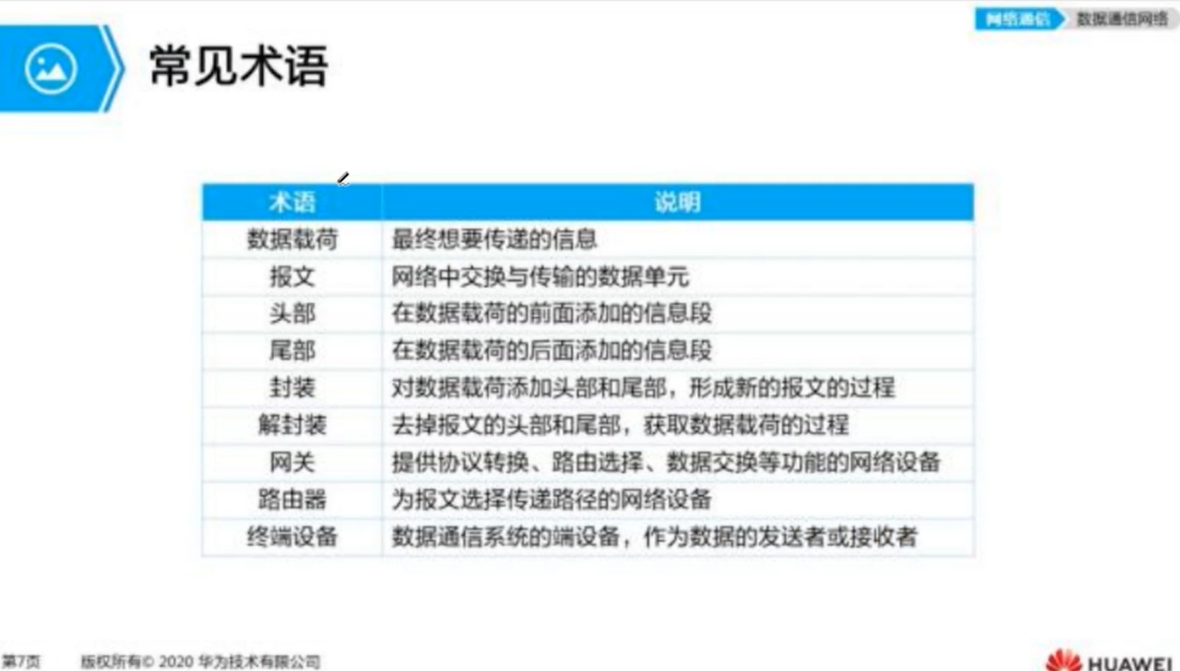 网络通信 数据通信网络
常见术语
术语 说明
数据载荷 最终想要传递的信息
报文 网络中交换与传输的数据单元
头部 在数据载荷的前面添加的信息段
尾部 在数据载荷的后面添加的信息段
封装 对数据载荷添加头部和尾部，形成新的报文的过程
解封装 去掉报文的头部和尾部，获取数据载荷的过程
网关 提供协议转换、路由选择、数据交换等功能的网络设备
路由器 为报文选择传递路径的网络设备
终端设备 数据通信系统的端设备，作为数据的发送者或接收者
第7页 版权所有© 2020 华为技术有限公司
HUAWEI